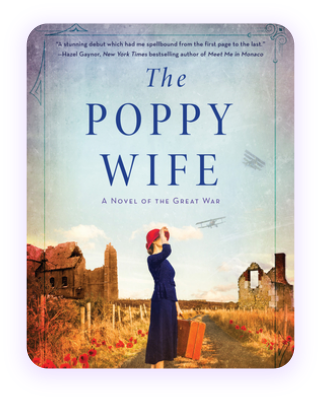 "A stunning debut which had me spellbound from the first page to the last."
—Hazel Gaynor, New York Times bestselling author of Meet Me in Monaco
The
POPPY
WIFE
A Novel of the Great War